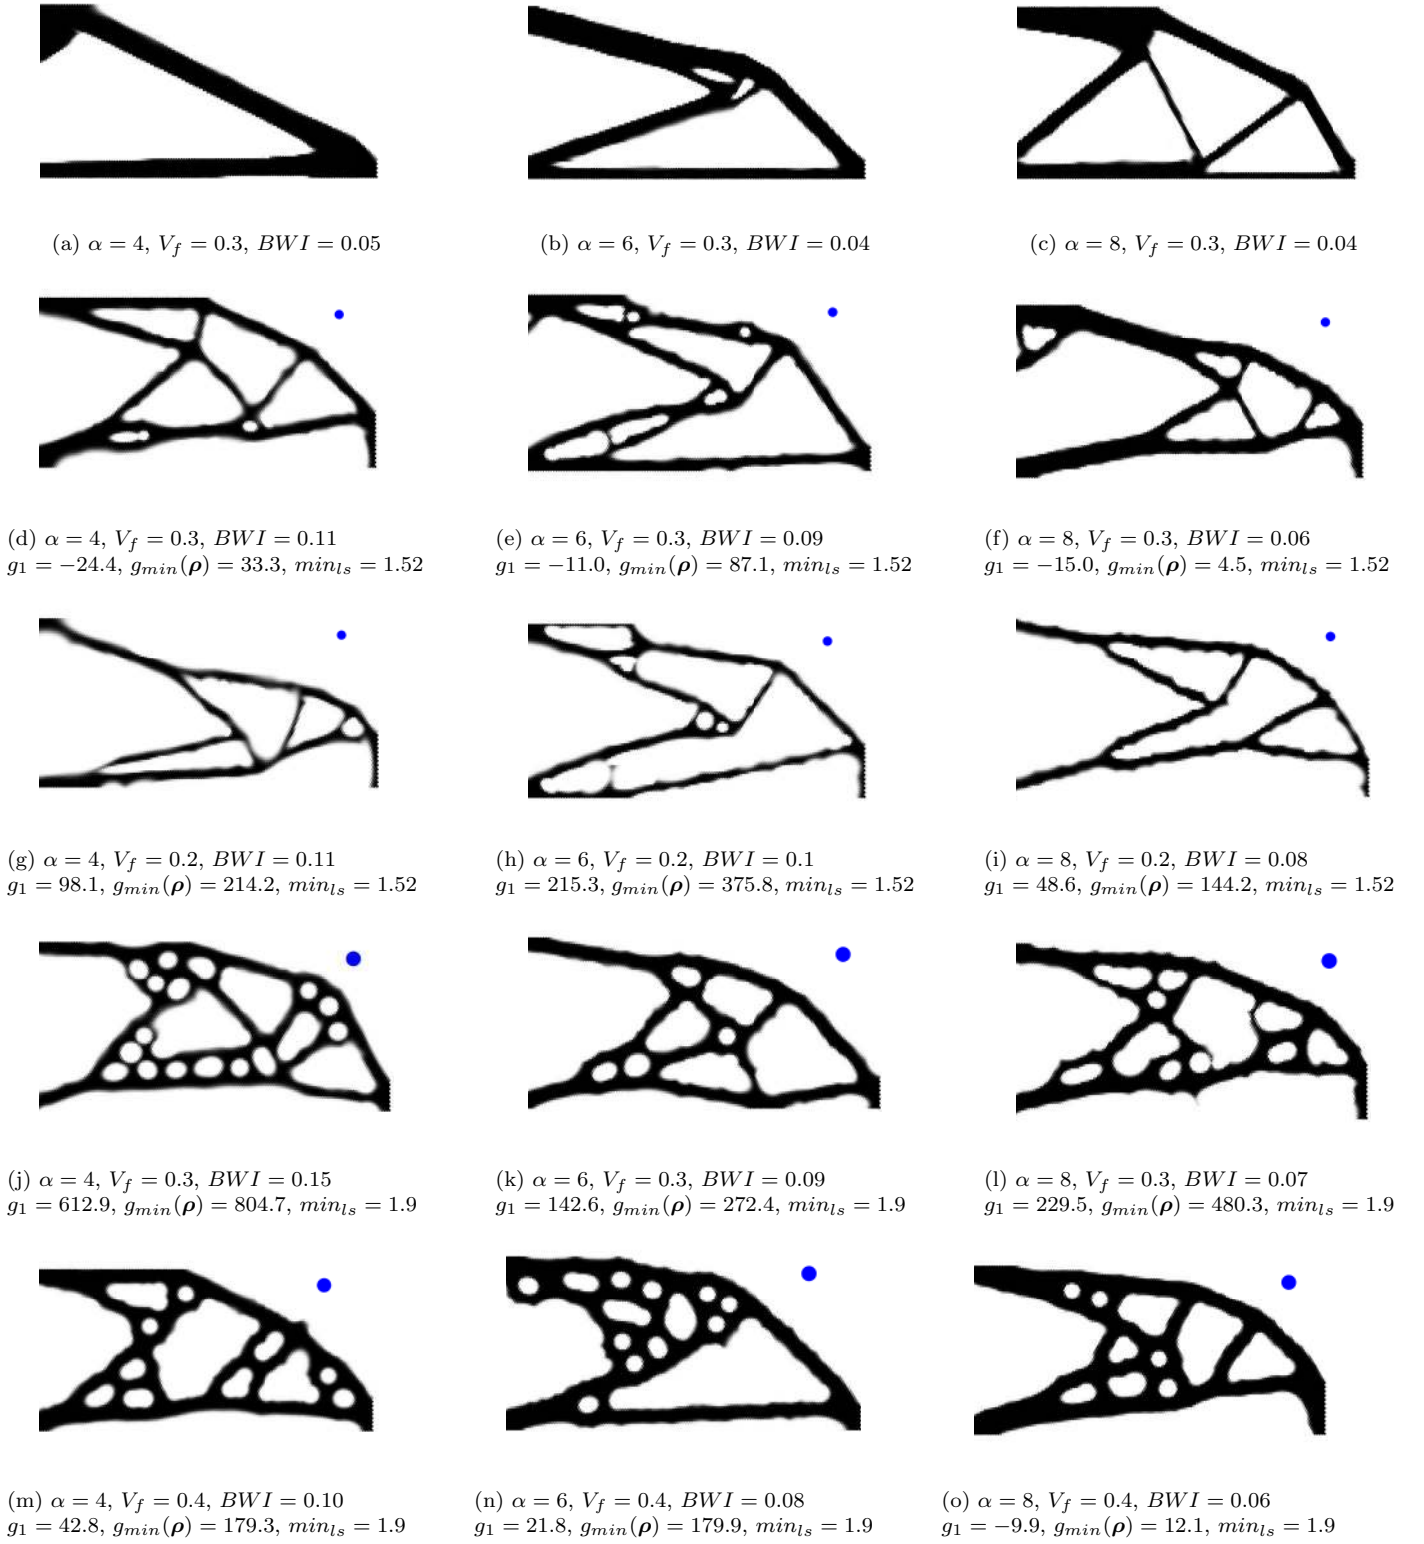 (a) α = 4, V_f = 0.3, BWI = 0.05
(b) α = 6, V_f = 0.3, BWI = 0.04
(c) α = 8, V_f = 0.3, BWI = 0.04
(d) α = 4, V_f = 0.3, BWI = 0.11
g_1 = −24.4, g_min(ρ) = 33.3, min_ls = 1.52
(e) α = 6, V_f = 0.3, BWI = 0.09
g_1 = −11.0, g_min(ρ) = 87.1, min_ls = 1.52
(f) α = 8, V_f = 0.3, BWI = 0.06
g_1 = −15.0, g_min(ρ) = 4.5, min_ls = 1.52
(g) α = 4, V_f = 0.2, BWI = 0.11
g_1 = 98.1, g_min(ρ) = 214.2, min_ls = 1.52
(h) α = 6, V_f = 0.2, BWI = 0.1
g_1 = 215.3, g_min(ρ) = 375.8, min_ls = 1.52
(i) α = 8, V_f = 0.2, BWI = 0.08
g_1 = 48.6, g_min(ρ) = 144.2, min_ls = 1.52
(j) α = 4, V_f = 0.3, BWI = 0.15
g_1 = 612.9, g_min(ρ) = 804.7, min_ls = 1.9
(k) α = 6, V_f = 0.3, BWI = 0.09
g_1 = 142.6, g_min(ρ) = 272.4, min_ls = 1.9
(l) α = 8, V_f = 0.3, BWI = 0.07
g_1 = 229.5, g_min(ρ) = 480.3, min_ls = 1.9
(m) α = 4, V_f = 0.4, BWI = 0.10
g_1 = 42.8, g_min(ρ) = 179.3, min_ls = 1.9
(n) α = 6, V_f = 0.4, BWI = 0.08
g_1 = 21.8, g_min(ρ) = 179.9, min_ls = 1.9
(o) α = 8, V_f = 0.4, BWI = 0.06
g_1 = −9.9, g_min(ρ) = 12.1, min_ls = 1.9